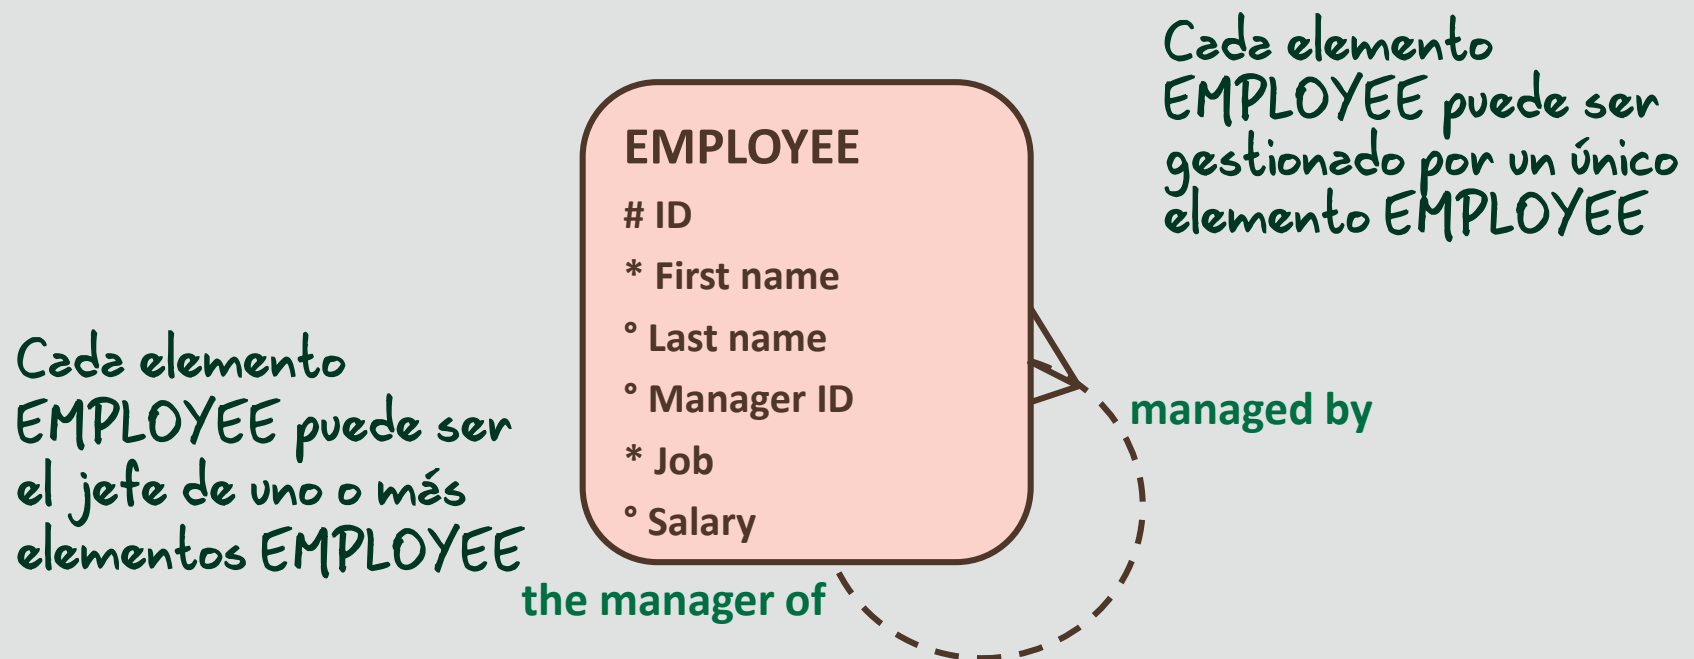 Cada elemento
EMPLOYEE puede ser
gestionado por un único
elemento EMPLOYEE
EMPLOYEE
# ID
* First name
° Last name
° Manager ID
* Job
° Salary
Cada elemento
EMPLOYEE puede ser
el jefe de uno o más
elementos EMPLOYEE
managed by
the manager of